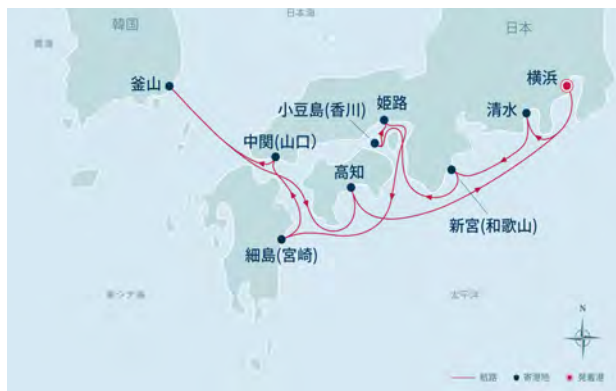 日本海
韓国
黄海
日本
釜山
横浜
姫路
小豆島(香川)
清水
中関(山口)
高知
新宮(和歌山)
細島(宮崎)
東シナ海
太平洋
N
航路
寄港地
発着港